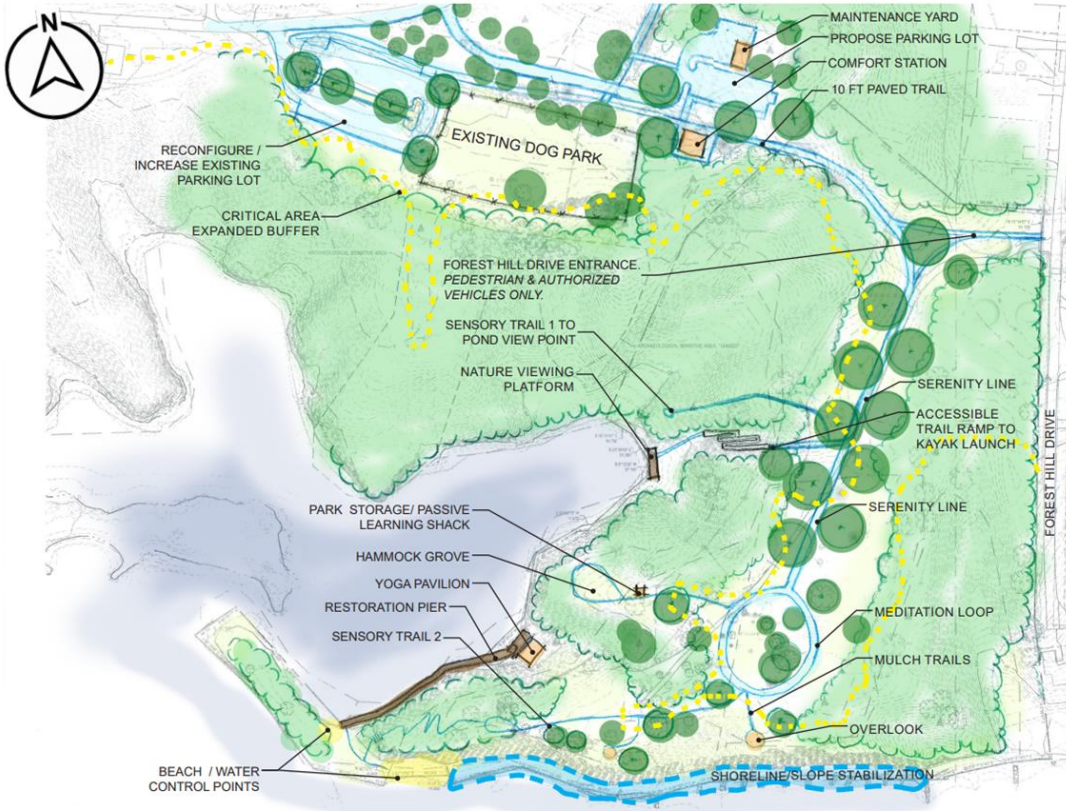 N
MAINTENANCE YARD
PROPOSE PARKING LOT
COMFORT STATION
10 FT PAVED TRAIL
EXISTING DOG PARK
RECONFIGURE /
INCREASE EXISTING
PARKING LOT
CRITICAL AREA
EXPANDED BUFFER
FOREST HILL DRIVE ENTRANCE.
PEDESTRIAN & AUTHORIZED
VEHICLES ONLY.
SENSORY TRAIL 1 TO
POND VIEW POINT
NATURE VIEWING
PLATFORM
SERENITY LINE
ACCESSIBLE
TRAIL RAMP TO
KAYAK LAUNCH
FOREST HILL DRIVE
SERENITY LINE
PARK STORAGE/ PASSIVE
LEARNING SHACK
HAMMOCK GROVE
YOGA PAVILION
RESTORATION PIER
SENSORY TRAIL 2
MEDITATION LOOP
MULCH TRAILS
OVERLOOK
BEACH / WATER
CONTROL POINTS
SHORELINE/SLOPE STABILIZATION